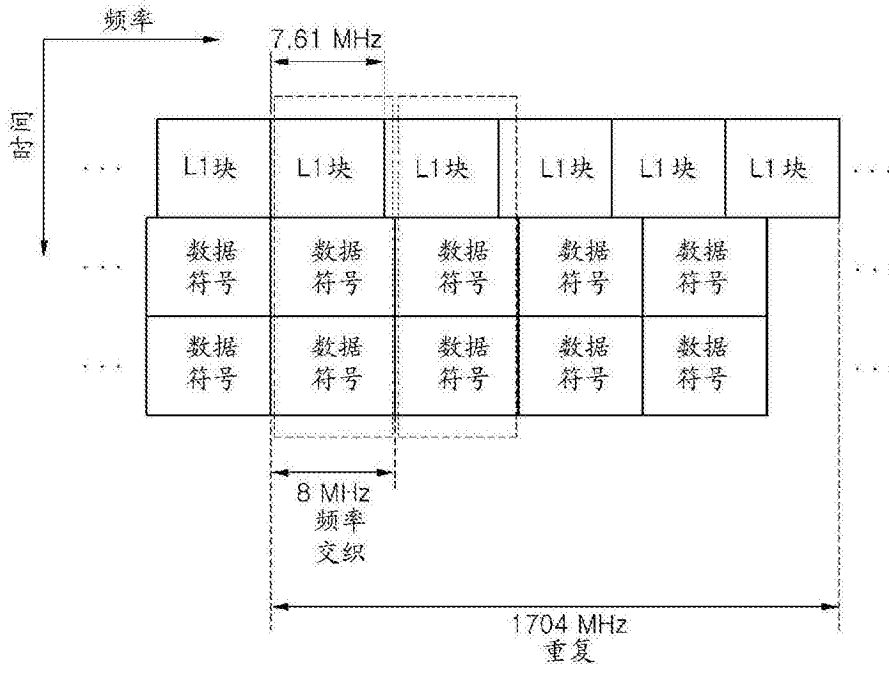 频率
7.61 MHz
时间
... L1块 L1块 L1块 L1块 L1块 L1块 ...
... 数据 数据 数据 数据 数据 ...
符号 符号 符号 符号 符号
... 数据 数据 数据 数据 数据 ...
符号 符号 符号 符号 符号
8 MHz
频率
交织
1704 MHz
重复